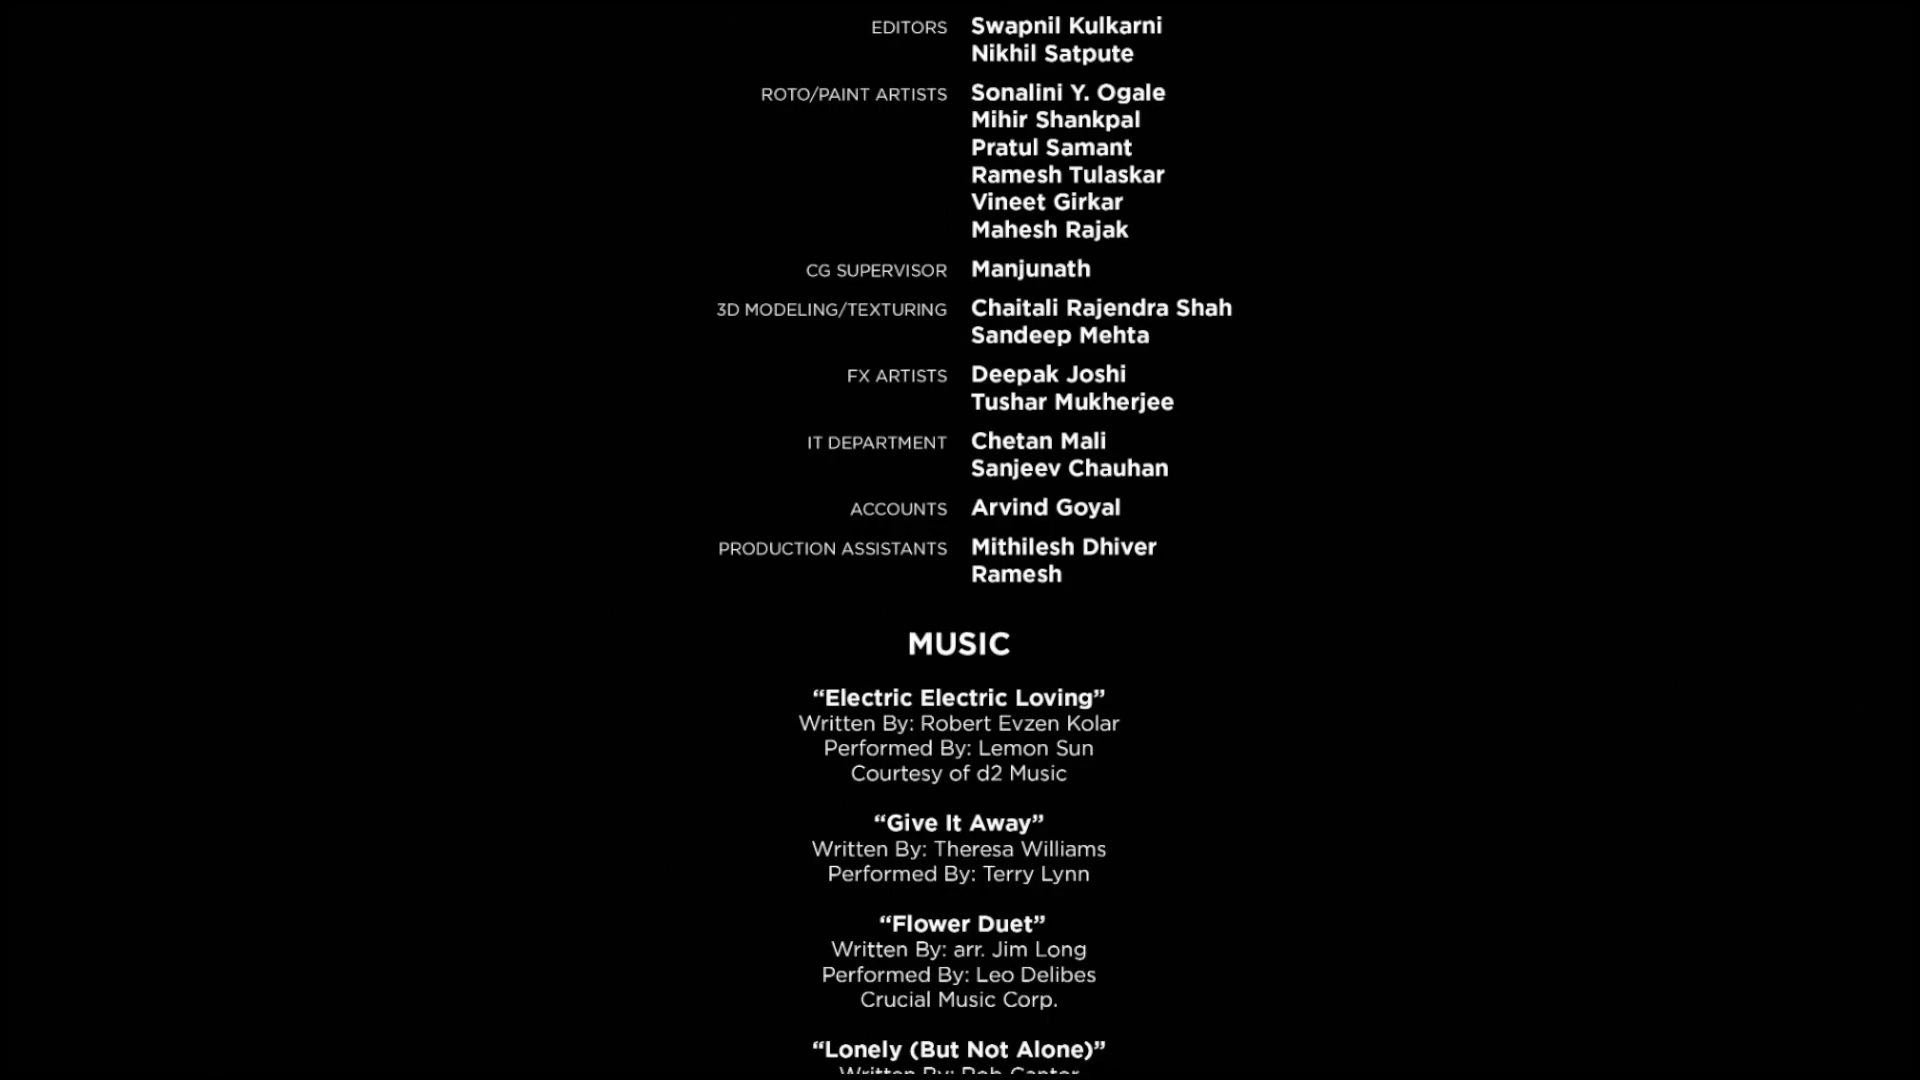 EDITORS Swapnil Kulkarni
Nikhil Satpute
ROTO/PAINT ARTISTS Sonalini Y. Ogale
Mihir Shankpal
Pratul Samant
Ramesh Tulaskar
Vineet Girkar
Mahesh Rajak
CG SUPERVISOR Manjunath
3D MODELING/TEXTURING Chaitali Rajendra Shah
Sandeep Mehta
FX ARTISTS Deepak Joshi
Tushar Mukherjee
IT DEPARTMENT Chetan Mali
Sanjeev Chauhan
ACCOUNTS Arvind Goyal
PRODUCTION ASSISTANTS Mithilesh Dhiver
Ramesh
MUSIC
“Electric Electric Loving”
Written By: Robert Evzen Kolar
Performed By: Lemon Sun
Courtesy of d2 Music
“Give It Away”
Written By: Theresa Williams
Performed By: Terry Lynn
“Flower Duet”
Written By: arr. Jim Long
Performed By: Leo Delibes
Crucial Music Corp.
“Lonely (But Not Alone)”
Written By: Rob Cantor